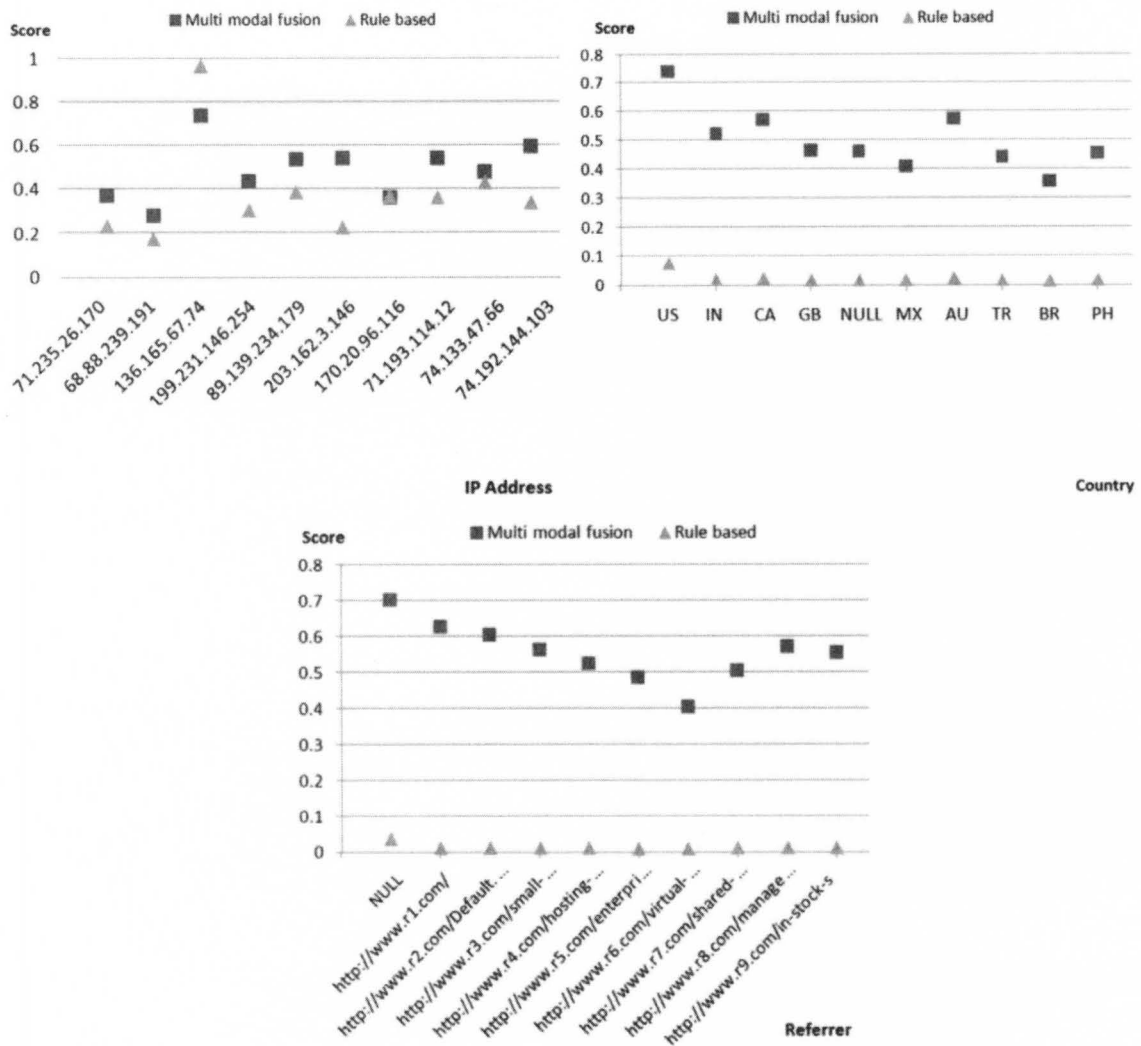 Score
Multi modal fusion
Rule based
1
0.8
0.6
0.4
0.2
0
71.235.26.170
68.88.239.191
136.165.67.74
199.231.146.254
89.139.234.179
203.162.3.146
170.20.96.116
71.193.114.12
74.133.47.66
74.192.144.103
IP Address
Score
Multi modal fusion
Rule based
0.8
0.7
0.6
0.5
0.4
0.3
0.2
0.1
0
US IN CA GB NULL MX AU TR BR PH
Country
Score
Multi modal fusion
Rule based
0.8
0.7
0.6
0.5
0.4
0.3
0.2
0.1
0
NULL
http://www.r1.com/
http://www.r2.com/Default....
http://www.r3.com/small-...
http://www.r4.com/hosting-...
http://www.r5.com/enterpri...
http://www.r6.com/virtual-...
http://www.r7.com/shared-...
http://www.r8.com/manage...
http://www.r9.com/in-stock-s
Referrer